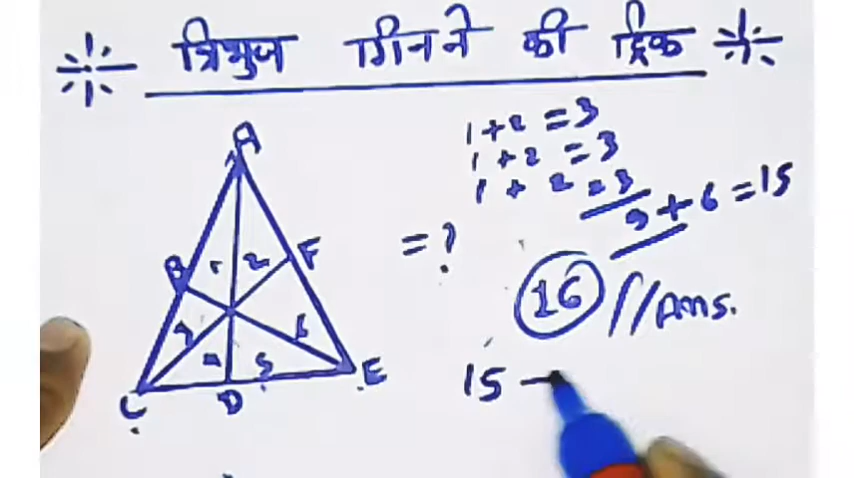 त्रिभुज गिनने की ट्रिक
1+2 = 3
1 + 2 = 3
1 + 2 = 3
9 + 6 = 15
= ?
16 // Ans.
15 –
A
B
F
1 2
3 6
4 5
C D E